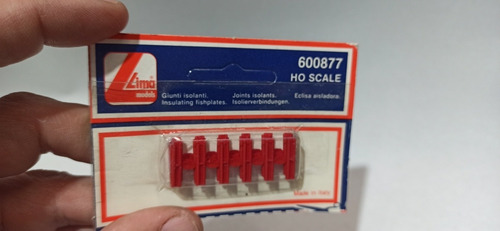 Lima
models
600877
HO SCALE
Giunti isolanti. Joints isolants. Eclisa aisladora.
Insulating fishplates. Isolierverbindungen.
Made in Italy